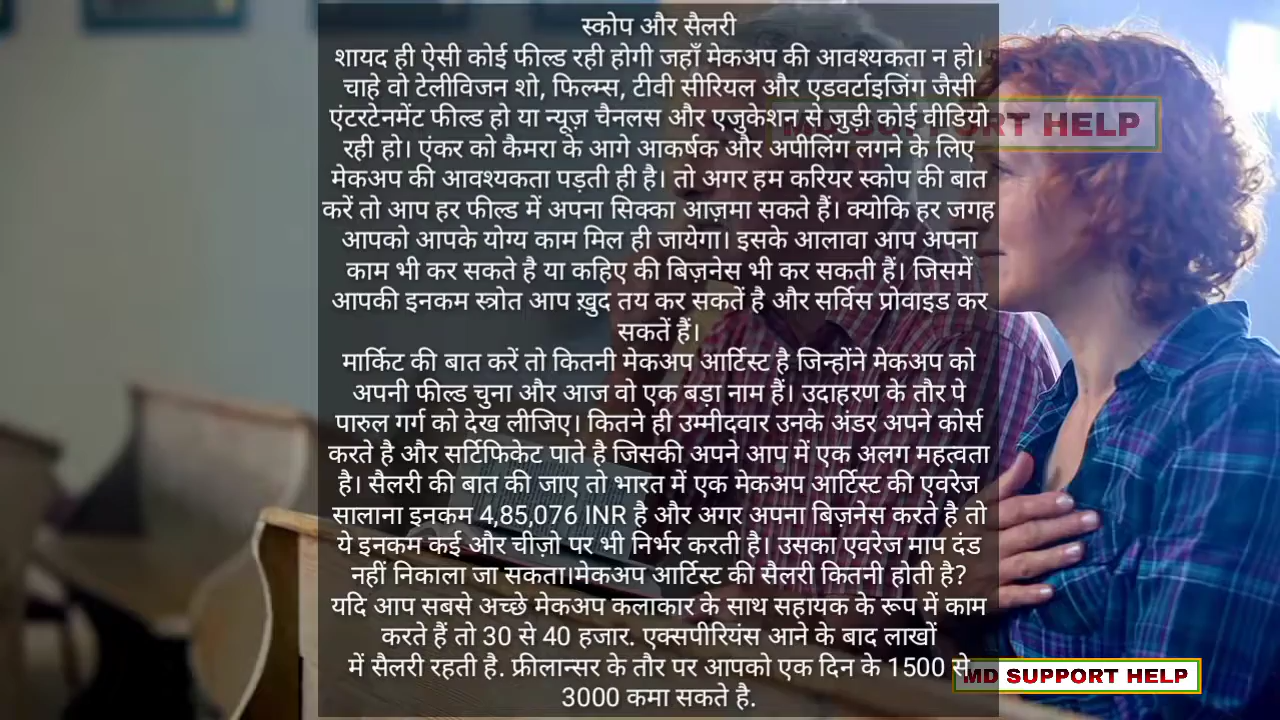 स्कोप और सैलरी
शायद ही ऐसी कोई फील्ड रही होगी जहाँ मेकअप की आवश्यकता न हो।
चाहे वो टेलीविजन शो, फिल्म्स, टीवी सीरियल और एडवर्टाइजिंग जैसी
एंटरटेनमेंट फील्ड हो या न्यूज़ चैनलस और एजुकेशन से जुड़ी कोई वीडियो
रही हो। एंकर को कैमरा के आगे आकर्षक और अपीलिंग लगने के लिए
मेकअप की आवश्यकता पड़ती ही है। तो अगर हम करियर स्कोप की बात
करें तो आप हर फील्ड में अपना सिक्का आज़मा सकते हैं। क्योकि हर जगह
आपको आपके योग्य काम मिल ही जायेगा। इसके आलावा आप अपना
काम भी कर सकते है या कहिए की बिज़नेस भी कर सकती हैं। जिसमें
आपकी इनकम स्त्रोत आप ख़ुद तय कर सकतें है और सर्विस प्रोवाइड कर
सकतें हैं।
मार्किट की बात करें तो कितनी मेकअप आर्टिस्ट है जिन्होंने मेकअप को
अपनी फील्ड चुना और आज वो एक बड़ा नाम हैं। उदाहरण के तौर पे
पारुल गर्ग को देख लीजिए। कितने ही उम्मीदवार उनके अंडर अपने कोर्स
करते है और सर्टिफिकेट पाते है जिसकी अपने आप में एक अलग महत्वता
है। सैलरी की बात की जाए तो भारत में एक मेकअप आर्टिस्ट की एवरेज
सालाना इनकम 4,85,076 INR है और अगर अपना बिज़नेस करते है तो
ये इनकम कई और चीज़ो पर भी निर्भर करती है। उसका एवरेज माप दंड
नहीं निकाला जा सकता।मेकअप आर्टिस्ट की सैलरी कितनी होती है?
यदि आप सबसे अच्छे मेकअप कलाकार के साथ सहायक के रूप में काम
करते हैं तो 30 से 40 हजार. एक्सपीरियंस आने के बाद लाखों
में सैलरी रहती है. फ्रीलान्सर के तौर पर आपको एक दिन के 1500 से
3000 कमा सकते है.
MD SUPPORT HELP
MD SUPPORT HELP